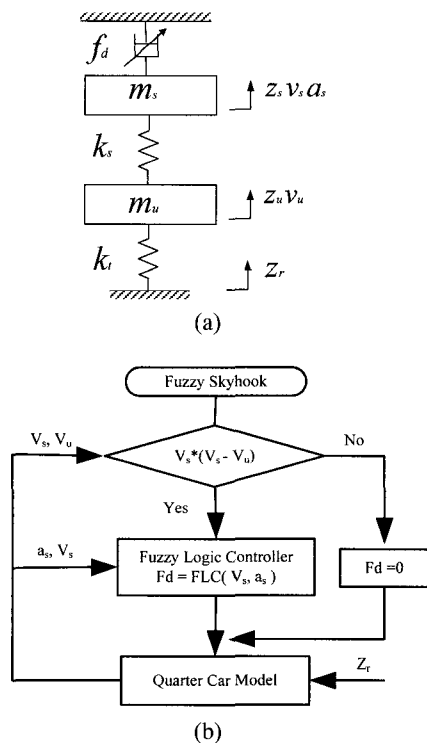 f_d
m_s
z_s v_s a_s
k_s
m_u
z_u v_u
k_t
z_r
(a)
Fuzzy Skyhook
V_s, V_u
V_s*(V_s - V_u)
No
Yes
a_s, V_s
Fuzzy Logic Controller
Fd = FLC( V_s, a_s )
Fd =0
Quarter Car Model
Z_r
(b)